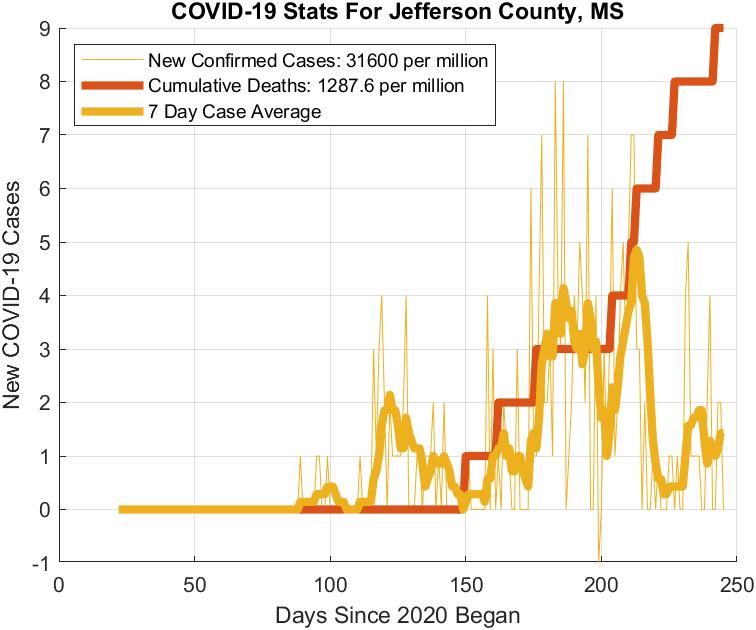 COVID-19 Stats For Jefferson County, MS
New Confirmed Cases: 31600 per million
Cumulative Deaths: 1287.6 per million
7 Day Case Average
New COVID-19 Cases
9
8
7
6
5
4
3
2
1
0
-1
0 50 100 150 200 250
Days Since 2020 Began